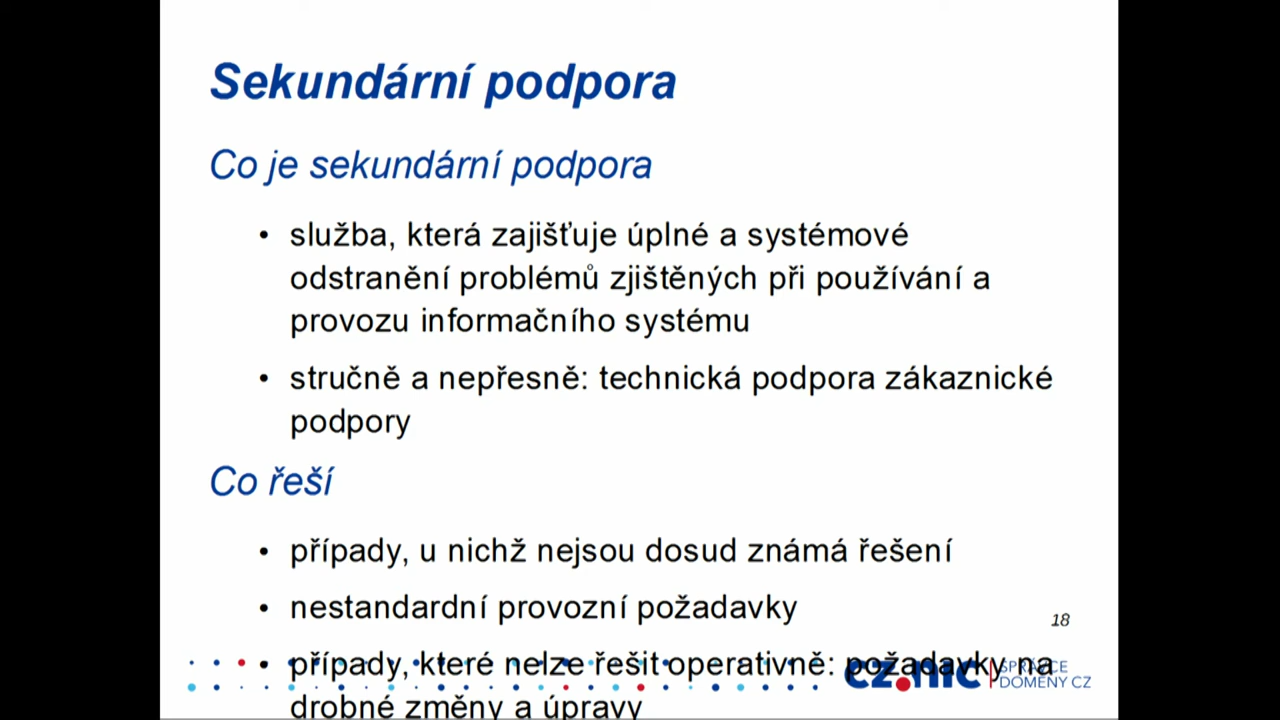 Sekundární podpora
Co je sekundární podpora
• služba, která zajišťuje úplné a systémové
odstranění problémů zjištěných při používání a
provozu informačního systému
• stručně a nepřesně: technická podpora zákaznické
podpory
Co řeší
• případy, u nichž nejsou dosud známá řešení
• nestandardní provozní požadavky
18
• případy, které nelze řešit operativně: požadavky na
drobné změny a úpravy
CZ.NIC
SPRÁVCE
DOMÉNY CZ